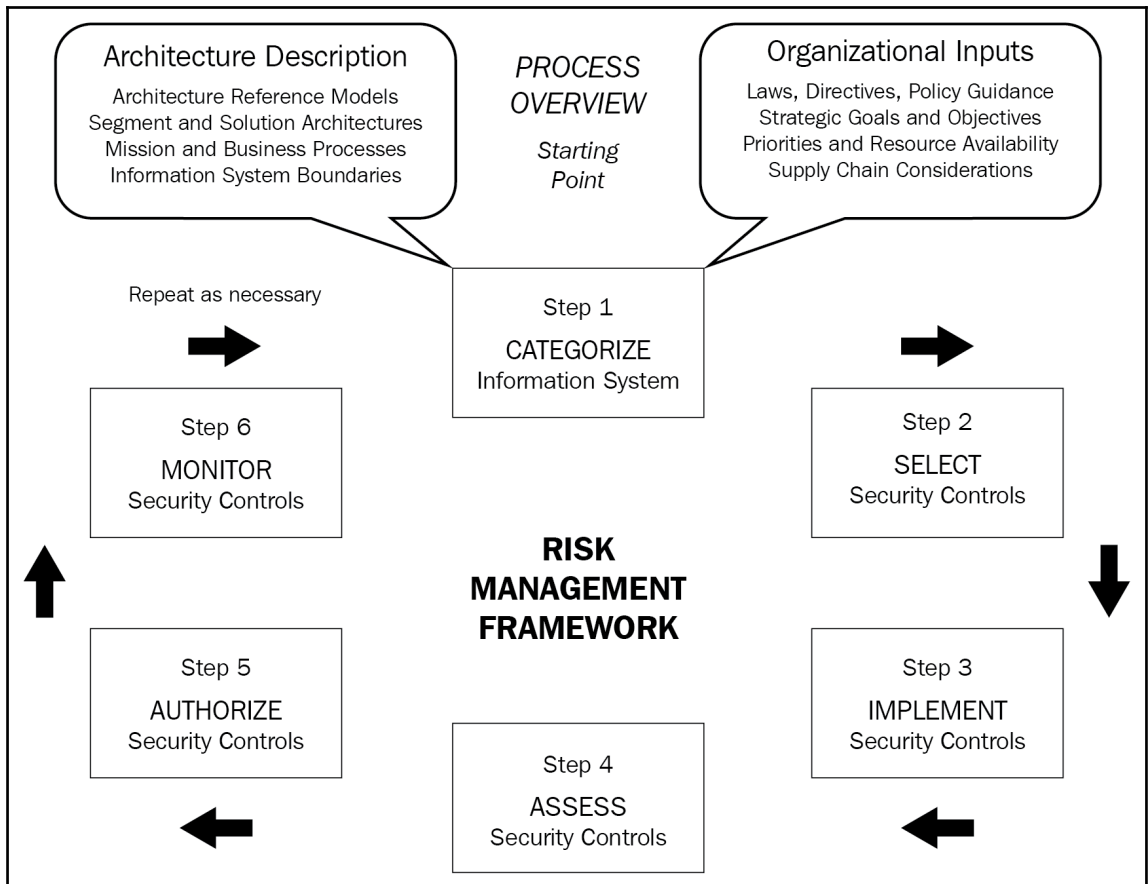 Architecture Description
Architecture Reference Models
Segment and Solution Architectures
Mission and Business Processes
Information System Boundaries
PROCESS
OVERVIEW
Starting
Point
Organizational Inputs
Laws, Directives, Policy Guidance
Strategic Goals and Objectives
Priorities and Resource Availability
Supply Chain Considerations
Repeat as necessary
Step 1
CATEGORIZE
Information System
Step 2
SELECT
Security Controls
Step 3
IMPLEMENT
Security Controls
Step 4
ASSESS
Security Controls
Step 5
AUTHORIZE
Security Controls
Step 6
MONITOR
Security Controls
RISK
MANAGEMENT
FRAMEWORK